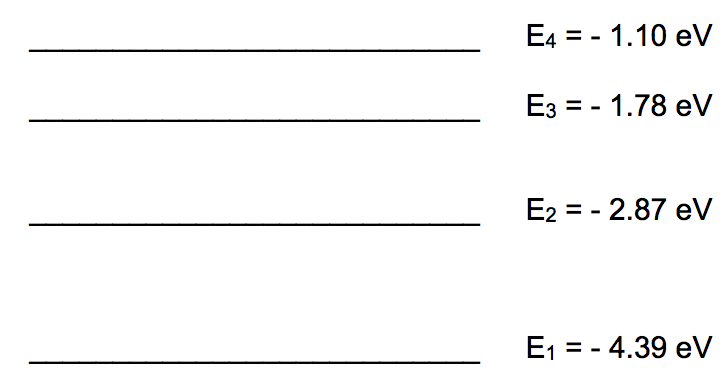 E₄ = - 1.10 eV
E₃ = - 1.78 eV
E₂ = - 2.87 eV
E₁ = - 4.39 eV